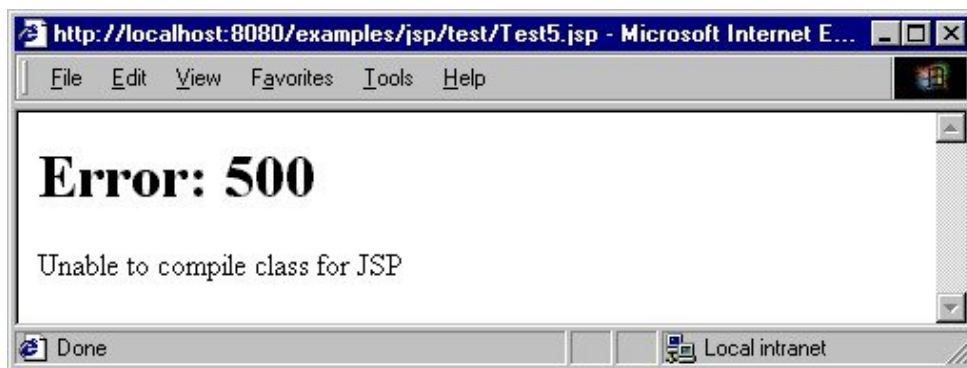 http://localhost:8080/examples/jsp/test/Test5.jsp - Microsoft Internet E...
File Edit View Favorites Tools Help
Error: 500
Unable to compile class for JSP
Done Local intranet